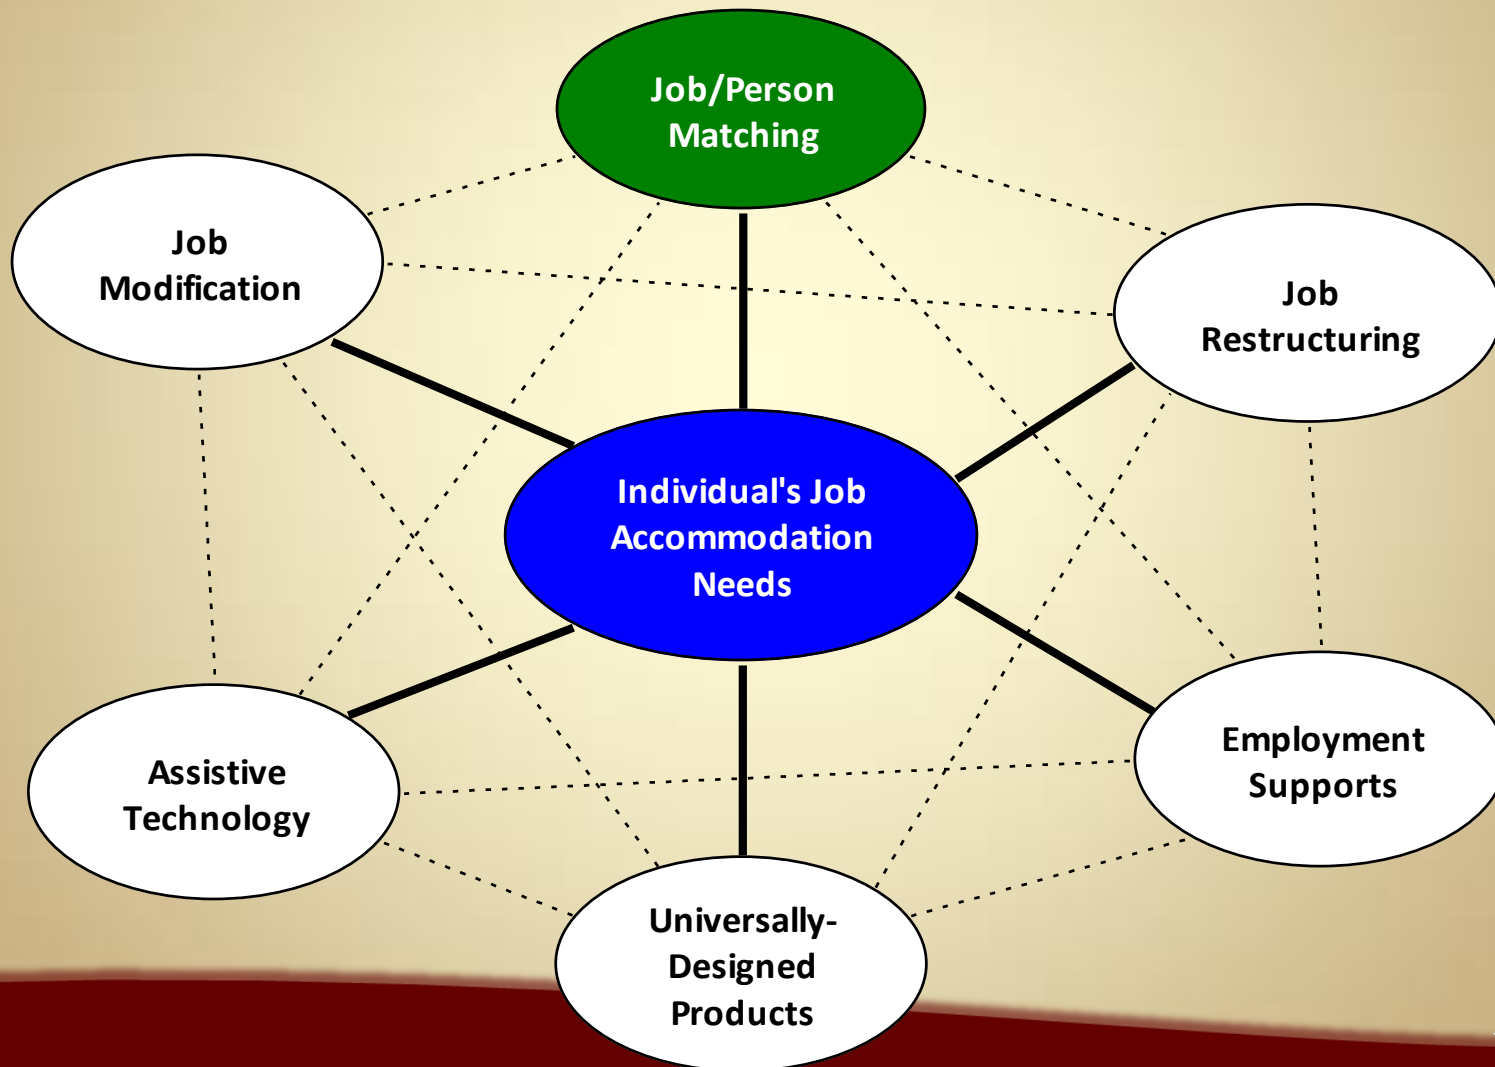 Job/Person
Matching
Job
Modification
Job
Restructuring
Individual's Job
Accommodation
Needs
Assistive
Technology
Employment
Supports
Universally-
Designed
Products